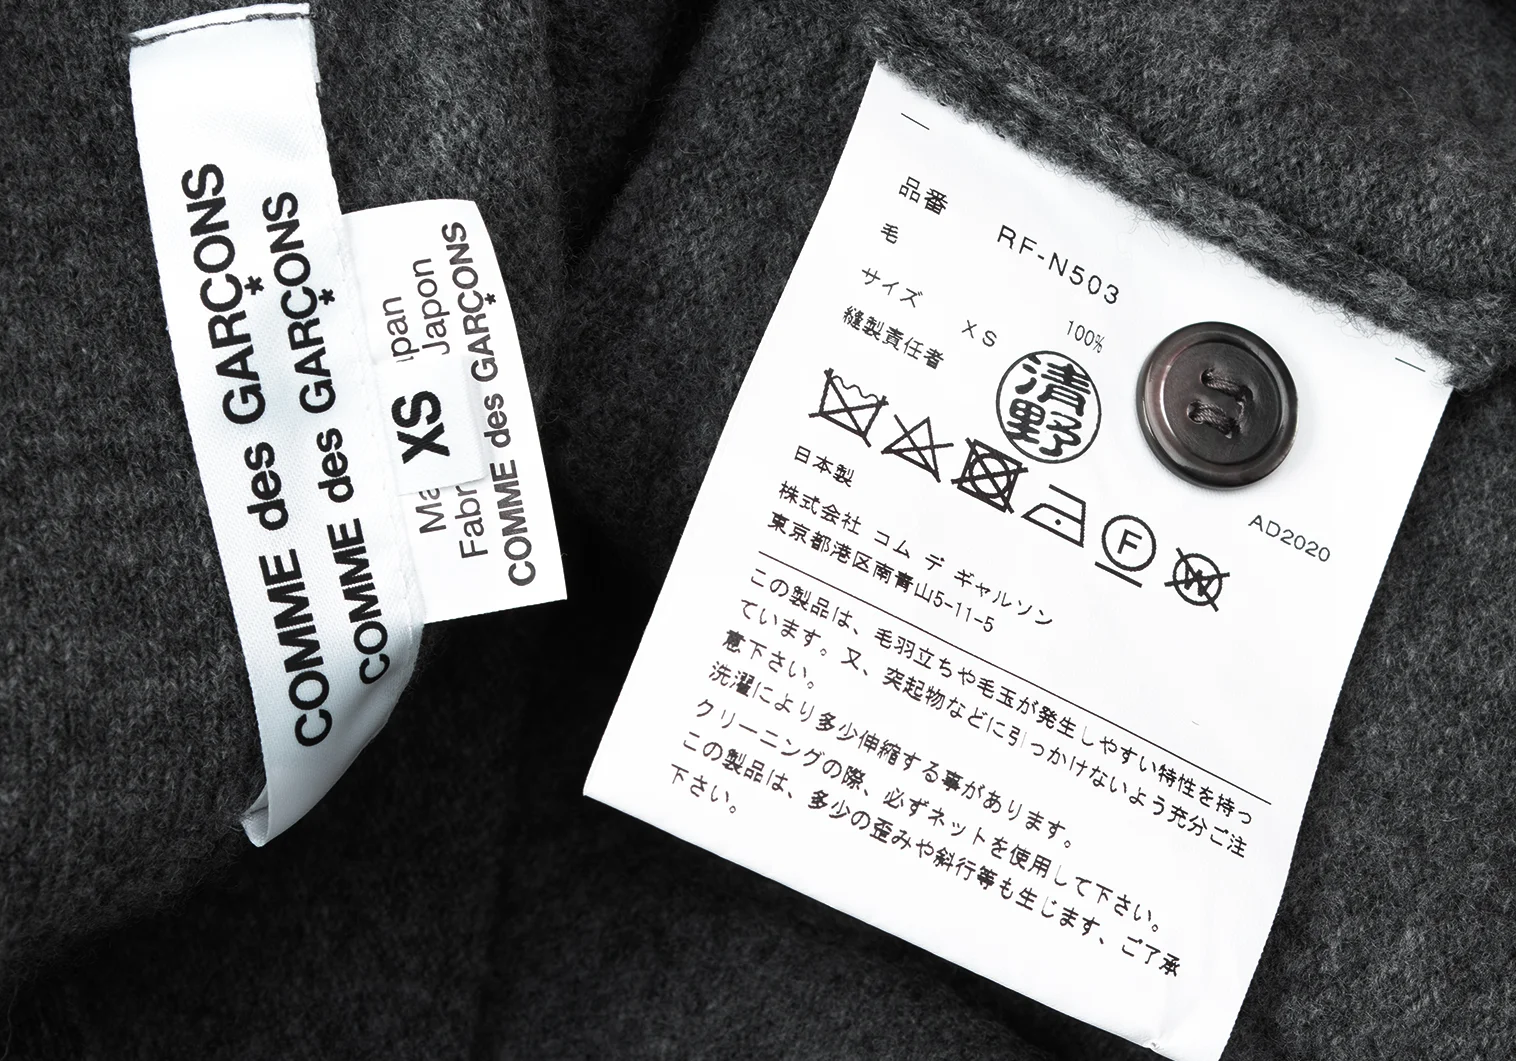 COMME des GARÇONS
COMME des GARÇONS
XS
Japon
COMME des GARÇONS
品番 RF-N503
毛 100%
サイズ XS
縫製責任者 清野
F
W
AD2020
日本製
株式会社 コム デ ギャルソン
東京都港区南青山5-11-5
この製品は、毛羽立ちや毛玉が発生しやすい特性を持っ
ています。又、突起物などに引っかけないよう充分ご注
意下さい。
洗濯により多少伸縮する事があります。
クリーニングの際、必ずネットを使用して下さい。
この製品は、多少の歪みや斜行等も生じます、ご了承
下さい。